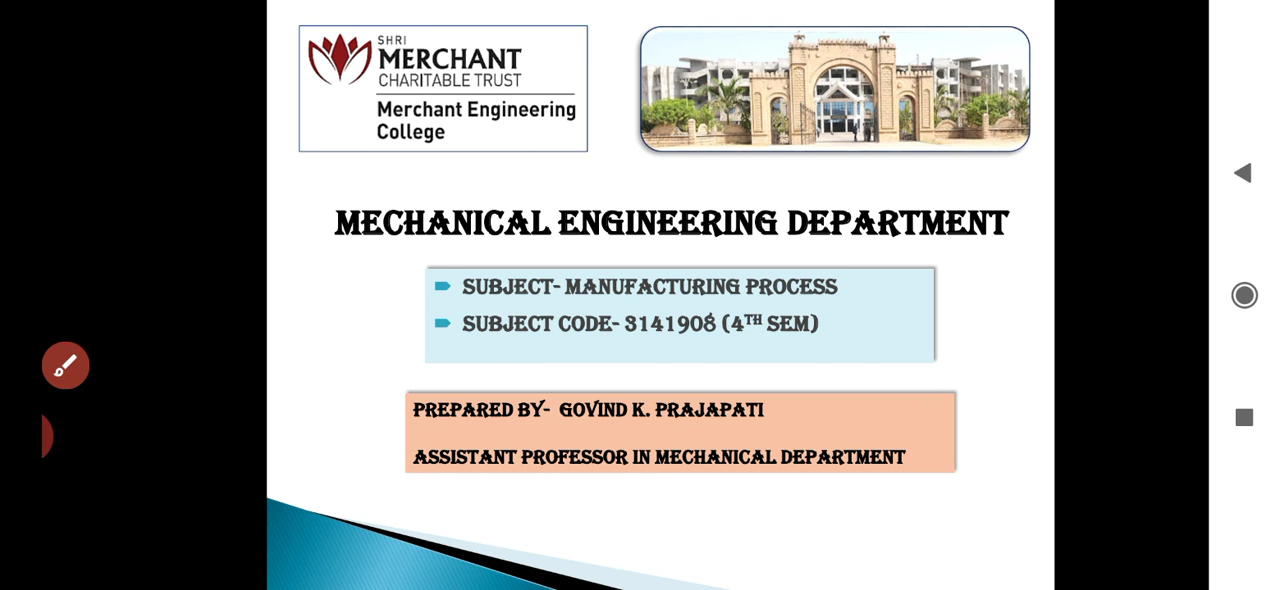 SHRI
MERCHANT
CHARITABLE TRUST
Merchant Engineering
College
MECHANICAL ENGINEERING DEPARTMENT
SUBJECT- MANUFACTURING PROCESS
SUBJECT CODE- 3141908 (4TH SEM)
PREPARED BY- GOVIND K. PRAJAPATI
ASSISTANT PROFESSOR IN MECHANICAL DEPARTMENT